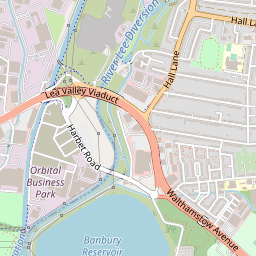 Hall Lane
River Lee Diversion
Hall Lane
Lea Valley Viaduct
Harbet Road
Orbital
Business
Park
Walthamstow Avenue
Banbury
Reservoir